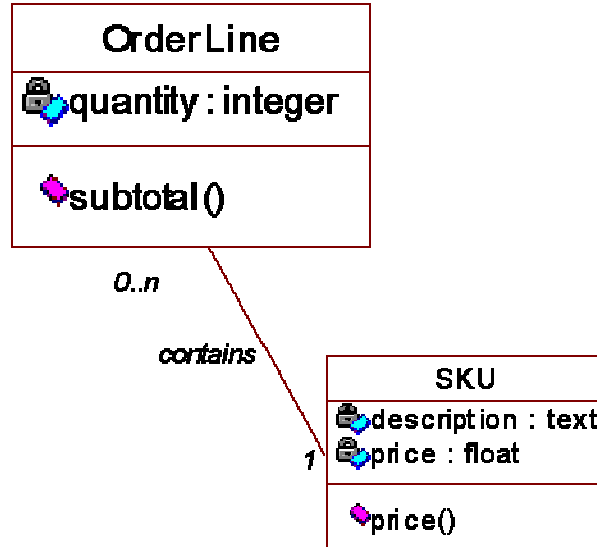 OrderLine
quantity : integer
subtotal()
0..n
contains
1
SKU
description : text
price : float
price()